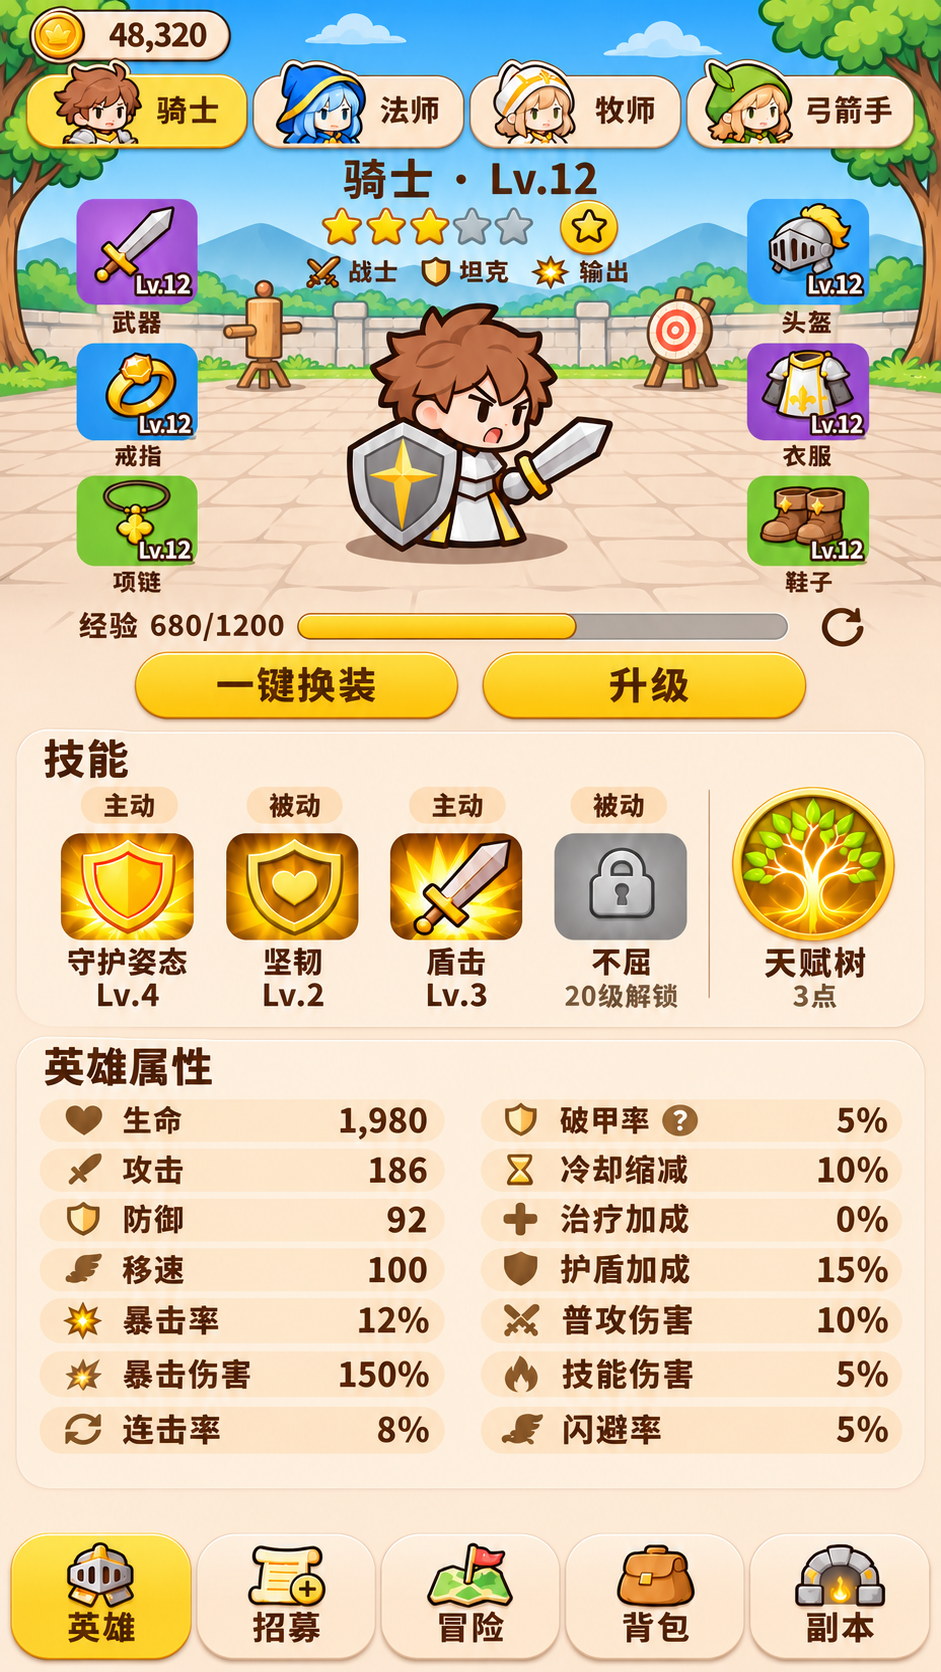 48,320
骑士
法师
牧师
弓箭手
骑士 · Lv.12
战士 坦克 输出
Lv.12
武器
Lv.12
戒指
Lv.12
项链
Lv.12
头盔
Lv.12
衣服
Lv.12
鞋子
经验 680/1200
一键换装
升级
技能
主动
守护姿态
Lv.4
被动
坚韧
Lv.2
主动
盾击
Lv.3
被动
不屈
20级解锁
天赋树
3点
英雄属性
生命 1,980
攻击 186
防御 92
移速 100
暴击率 12%
暴击伤害 150%
连击率 8%
破甲率 ? 5%
冷却缩减 10%
治疗加成 0%
护盾加成 15%
普攻伤害 10%
技能伤害 5%
闪避率 5%
英雄
招募
冒险
背包
副本